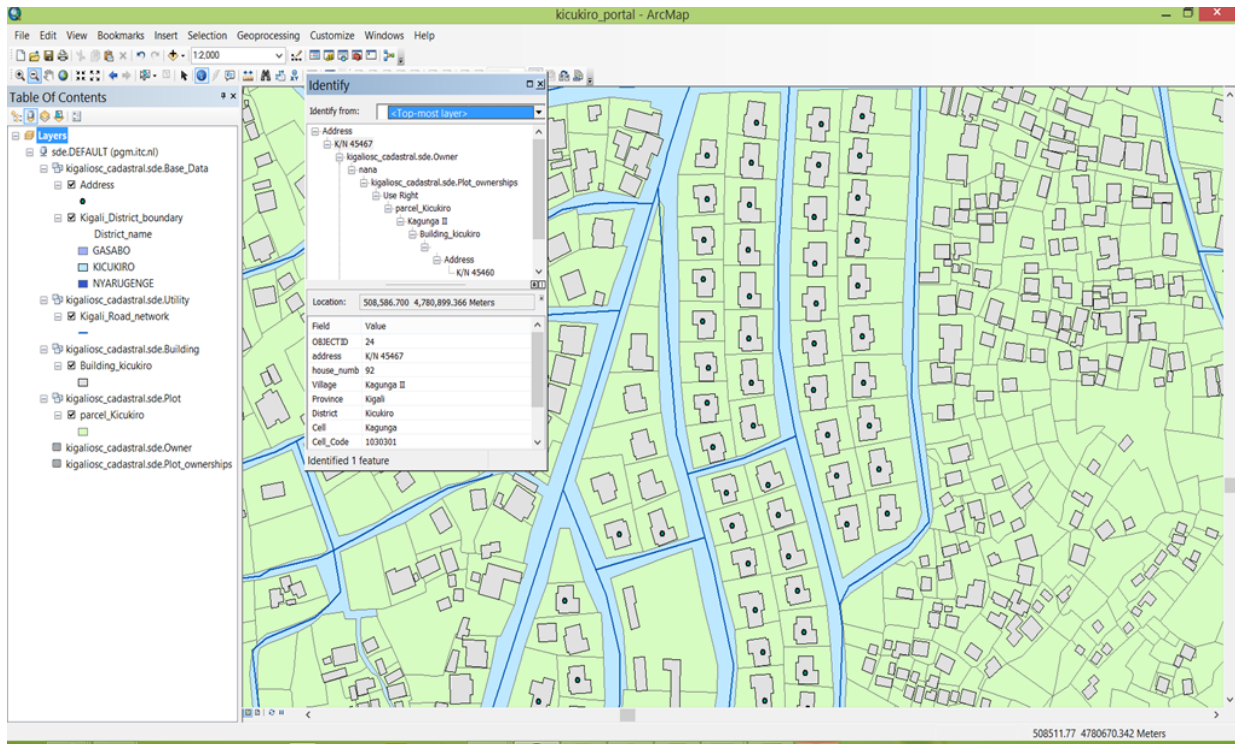 kicukiro_portal - ArcMap
File Edit View Bookmarks Insert Selection Geoprocessing Customize Windows Help
1:2,000
Table Of Contents
Layers
sde.DEFAULT (pgm.itc.nl)
kigaliosc_cadastral.sde.Base_Data
Address
Kigali_District_boundary
District_name
GASABO
KICUKIRO
NYARUGENGE
kigaliosc_cadastral.sde.Utility
Kigali_Road_network
kigaliosc_cadastral.sde.Building
Building_kicukiro
kigaliosc_cadastral.sde.Plot
parcel_Kicukiro
kigaliosc_cadastral.sde.Owner
kigaliosc_cadastral.sde.Plot_ownerships
Identify
Identify from: <Top-most layer>
Address
K/N 45467
kigaliosc_cadastral.sde.Owner
nana
kigaliosc_cadastral.sde.Plot_ownerships
Use Right
parcel_Kicukiro
Kagunga II
Building_kicukiro
Address
K/N 45460
Location: 508,586.700 4,780,899.366 Meters
Field Value
OBJECTID 24
address K/N 45467
house_numb 92
Village Kagunga II
Province Kigali
District Kicukiro
Cell Kagunga
Cell_Code 1030301
Identified 1 feature
508511.77 4780670.342 Meters